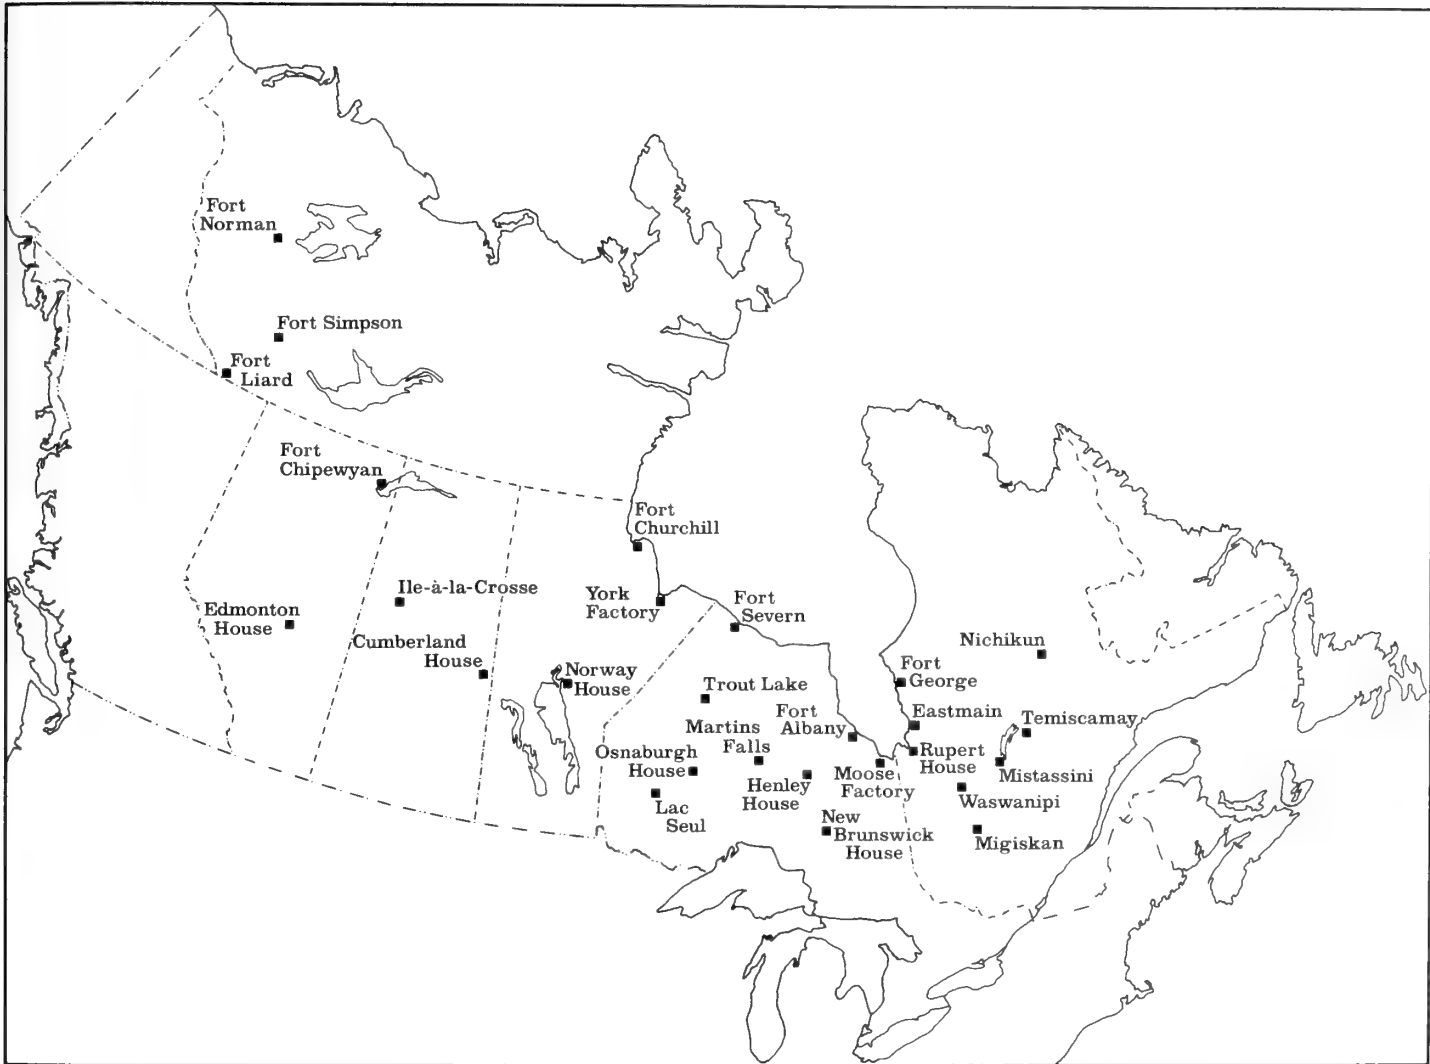 Fort
Norman
Fort Simpson
Fort
Liard
Fort
Chipewyan
Fort
Churchill
Ile-à-la-Crosse
York
Factory
Fort
Severn
Edmonton
House
Cumberland
House
Nichikun
Norway
House
Fort
George
Trout Lake
Fort
Albany
Eastmain
Temiscamay
Martins
Falls
Osnaburgh
House
Rupert
House
Mistassini
Henley
House
Moose
Factory
Waswanipi
Lac
Seul
New
Brunswick
House
Migiskan